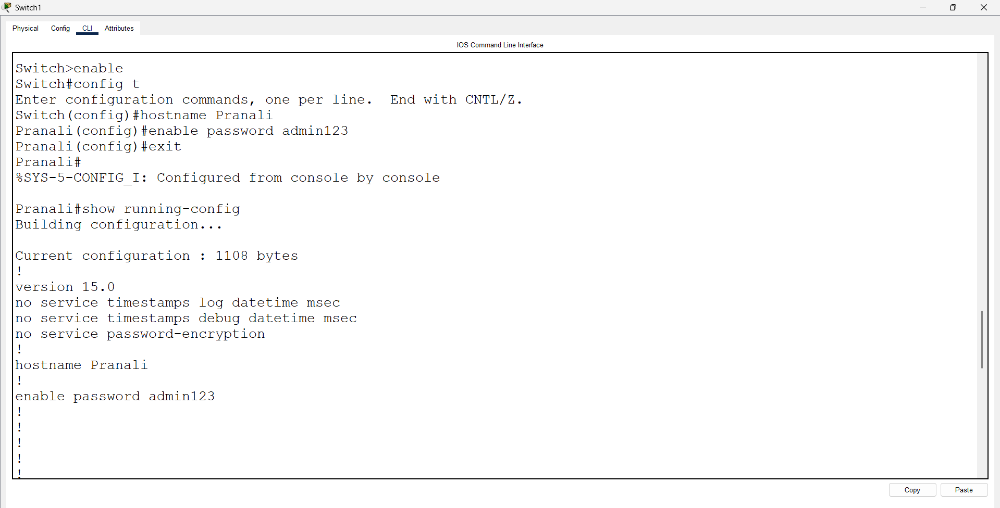 Switch1
Physical Config CLI Attributes
IOS Command Line Interface
Switch>enable
Switch#config t
Enter configuration commands, one per line.  End with CNTL/Z.
Switch(config)#hostname Pranali
Pranali(config)#enable password admin123
Pranali(config)#exit
Pranali#
%SYS-5-CONFIG_I: Configured from console by console
Pranali#show running-config
Building configuration...
Current configuration : 1108 bytes
!
version 15.0
no service timestamps log datetime msec
no service timestamps debug datetime msec
no service password-encryption
!
hostname Pranali
!
enable password admin123
!
!
!
!
!
Copy Paste